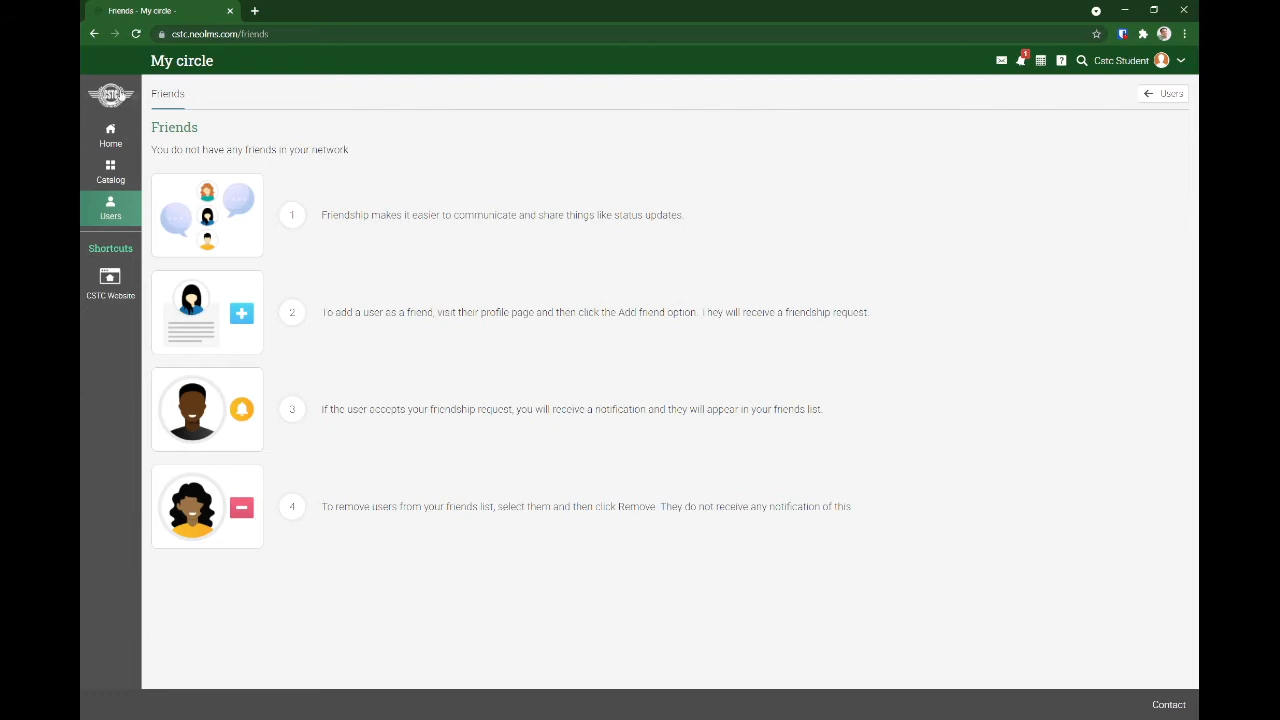 Friends - My circle -
cstc.neolms.com/friends
My circle
1
Cstc Student
CSTC
Friends
Users
Home
Catalog
Users
Shortcuts
CSTC Website
Friends
You do not have any friends in your network
1 Friendship makes it easier to communicate and share things like status updates.
2 To add a user as a friend, visit their profile page and then click the Add friend option. They will receive a friendship request.
3 If the user accepts your friendship request, you will receive a notification and they will appear in your friends list.
4 To remove users from your friends list, select them and then click Remove. They do not receive any notification of this
Contact